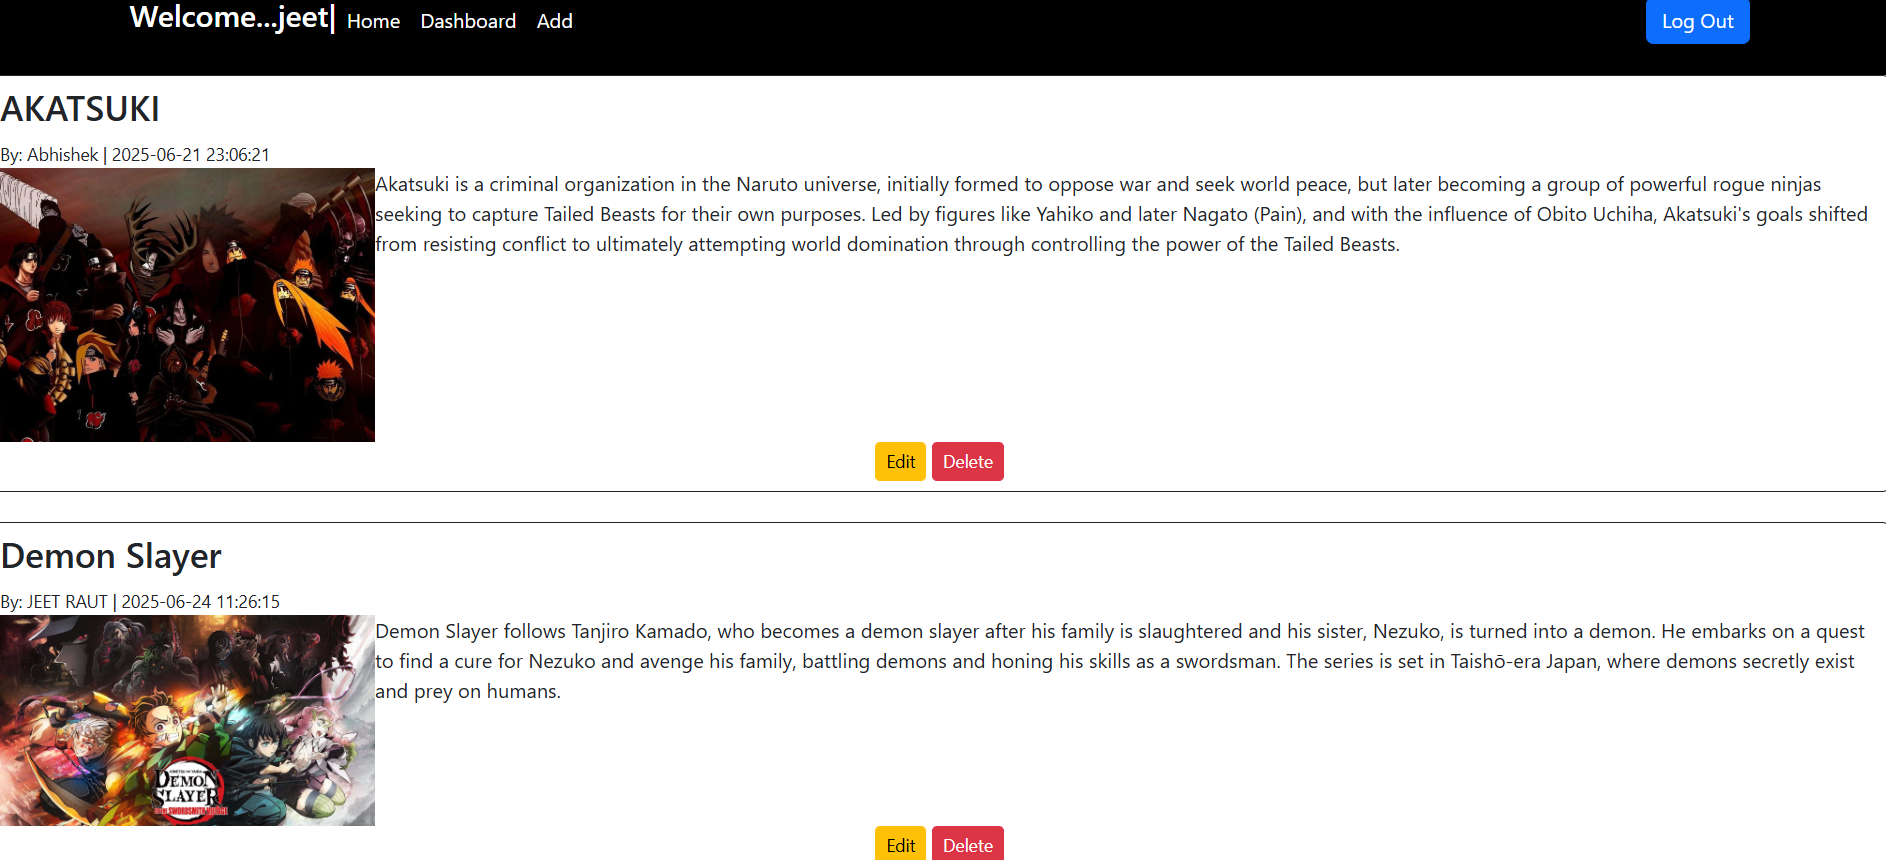 Welcome...jeet| Home Dashboard Add Log Out
AKATSUKI
By: Abhishek | 2025-06-21 23:06:21
Akatsuki is a criminal organization in the Naruto universe, initially formed to oppose war and seek world peace, but later becoming a group of powerful rogue ninjas
seeking to capture Tailed Beasts for their own purposes. Led by figures like Yahiko and later Nagato (Pain), and with the influence of Obito Uchiha, Akatsuki's goals shifted
from resisting conflict to ultimately attempting world domination through controlling the power of the Tailed Beasts.
Edit Delete
Demon Slayer
By: JEET RAUT | 2025-06-24 11:26:15
Demon Slayer follows Tanjiro Kamado, who becomes a demon slayer after his family is slaughtered and his sister, Nezuko, is turned into a demon. He embarks on a quest
to find a cure for Nezuko and avenge his family, battling demons and honing his skills as a swordsman. The series is set in Taishō-era Japan, where demons secretly exist
and prey on humans.
DEMON
SLAYER
Edit Delete